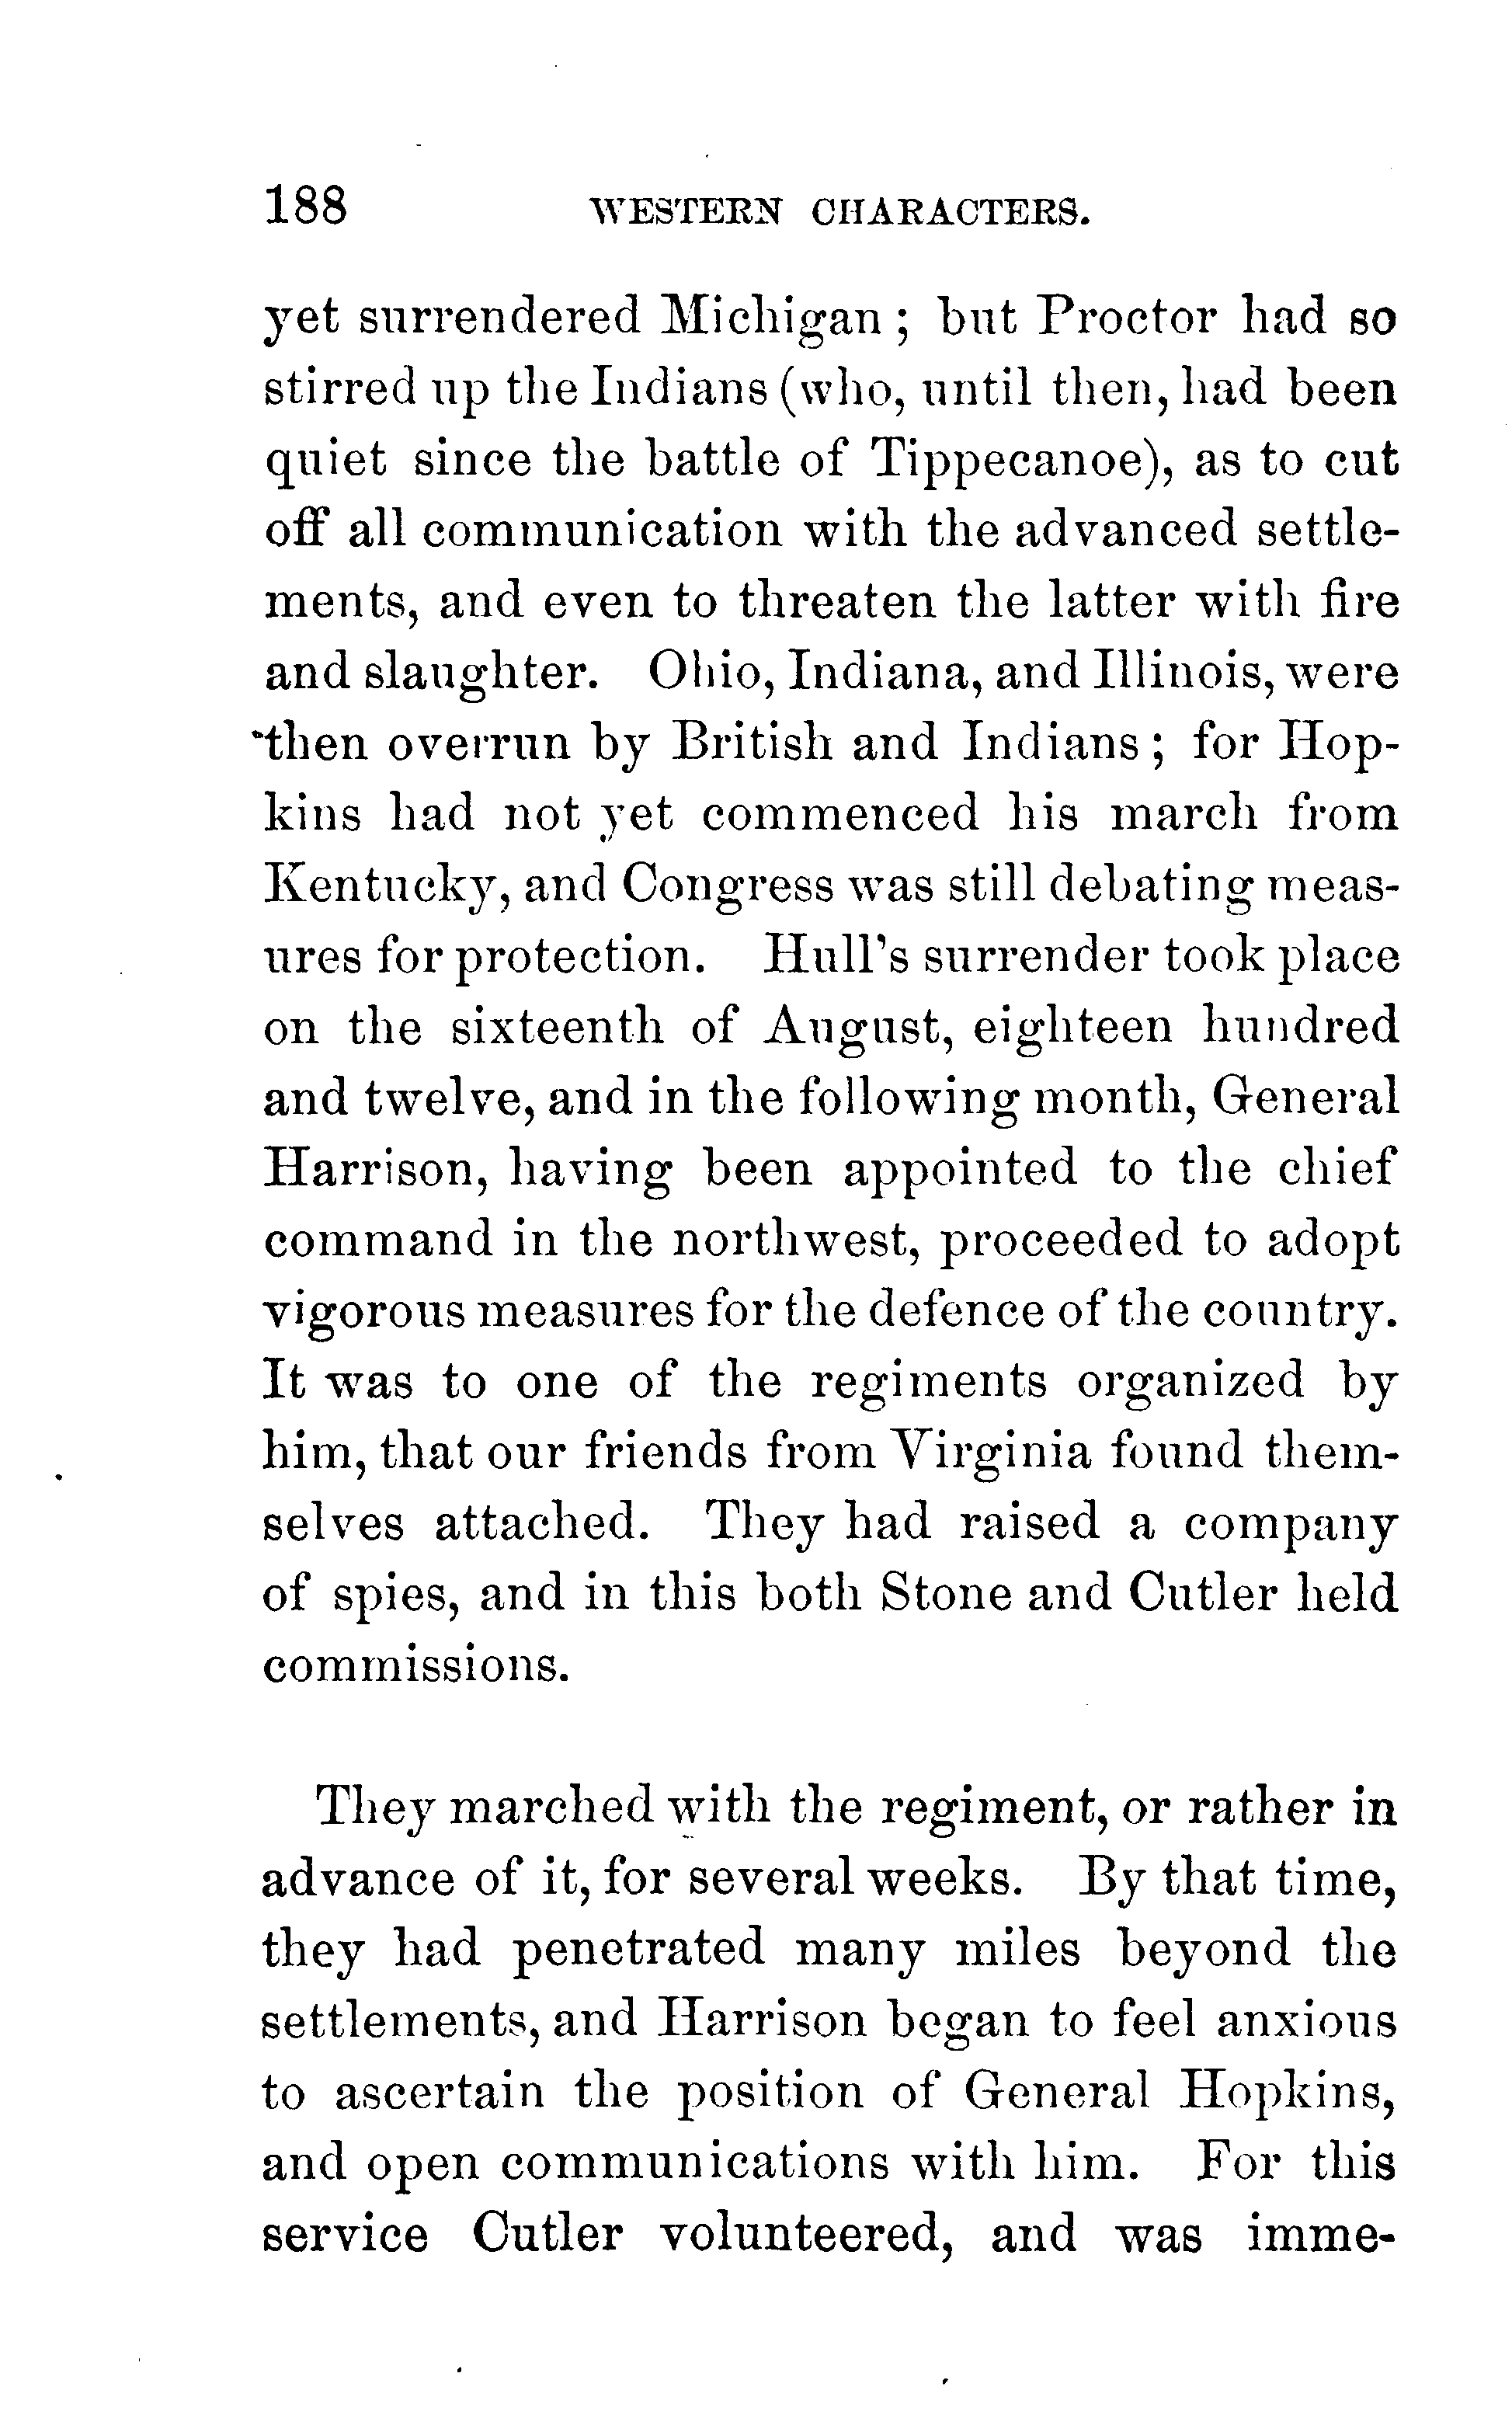 188 WESTERN CHARACTERS.
yet surrendered Michigan; but Proctor had so
stirred up the Indians (who, until then, had been
quiet since the battle of Tippecanoe), as to cut
off all communication with the advanced settle-
ments, and even to threaten the latter with fire
and slaughter. Ohio, Indiana, and Illinois, were
then overrun by British and Indians; for Hop-
kins had not yet commenced his march from
Kentucky, and Congress was still debating meas-
ures for protection. Hull's surrender took place
on the sixteenth of August, eighteen hundred
and twelve, and in the following month, General
Harrison, having been appointed to the chief
command in the northwest, proceeded to adopt
vigorous measures for the defence of the country.
It was to one of the regiments organized by
him, that our friends from Virginia found them-
selves attached. They had raised a company
of spies, and in this both Stone and Cutler held
commissions.
They marched with the regiment, or rather in
advance of it, for several weeks. By that time,
they had penetrated many miles beyond the
settlements, and Harrison began to feel anxious
to ascertain the position of General Hopkins,
and open communications with him. For this
service Cutler volunteered, and was imme-